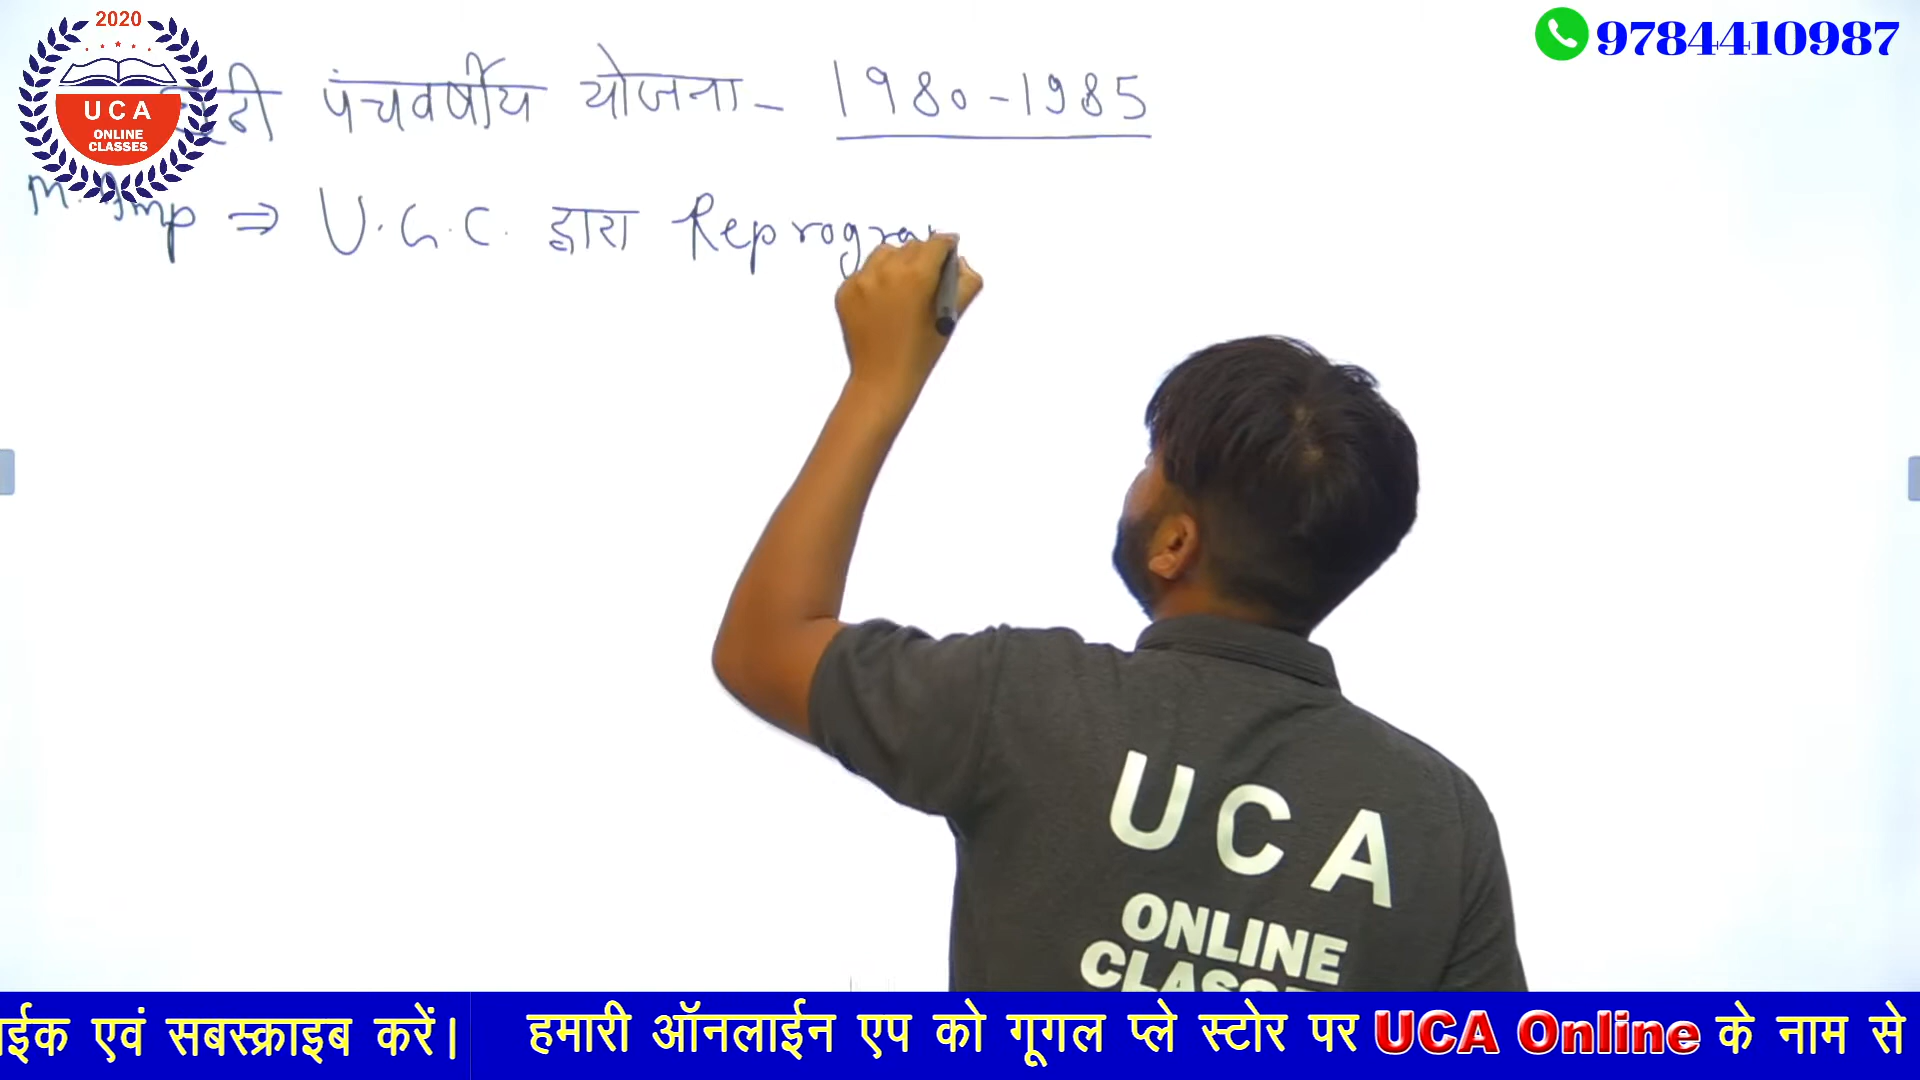 2020
UCA
ONLINE
CLASSES
9784410987
पंचवर्षीय योजना - 1980-1985
M. Imp ⇒ U.G.C. द्वारा Reprogra
UCA
ONLINE
एवं सबस्क्राइब करें। हमारी ऑनलाईन एप को गूगल प्ले स्टोर पर UCA Online के नाम से